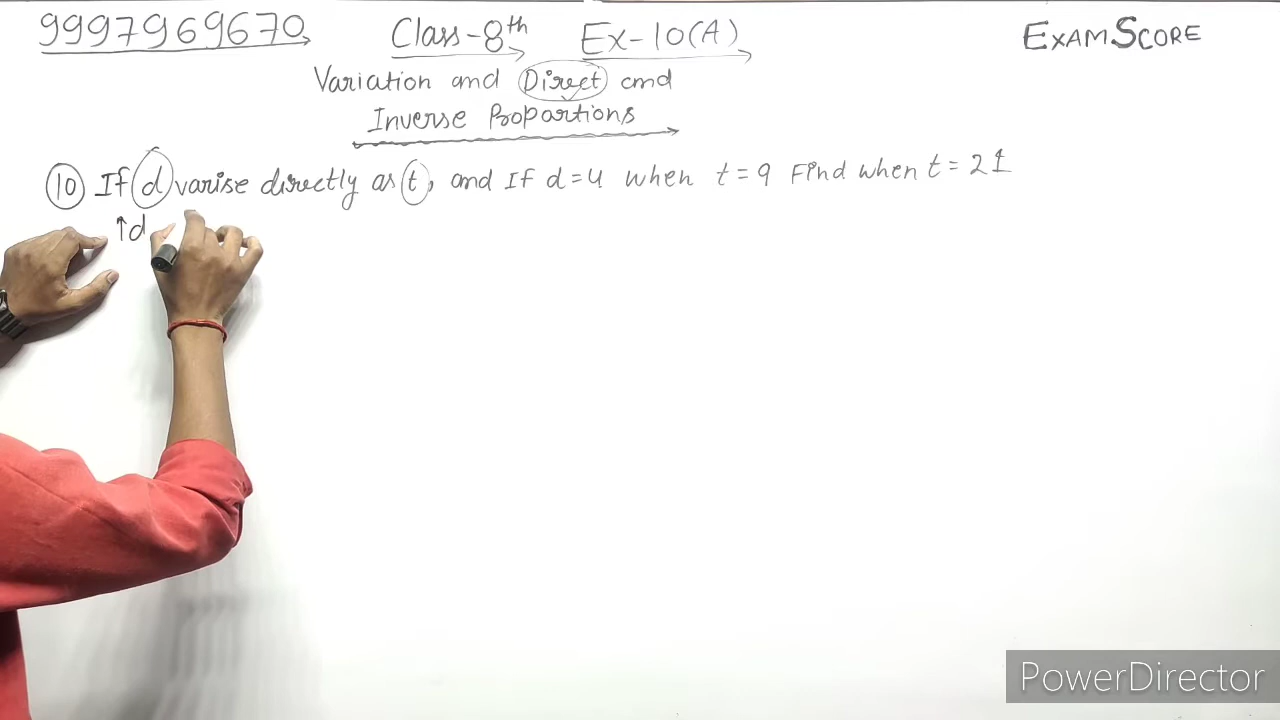 9997969670 Class-8th Ex-10(A) EXAMSCORE
Variation and Direct and
Inverse Propartions
10 If d varise directly as t, and If d=4 when t=9 Find when t=21
↑d
PowerDirector